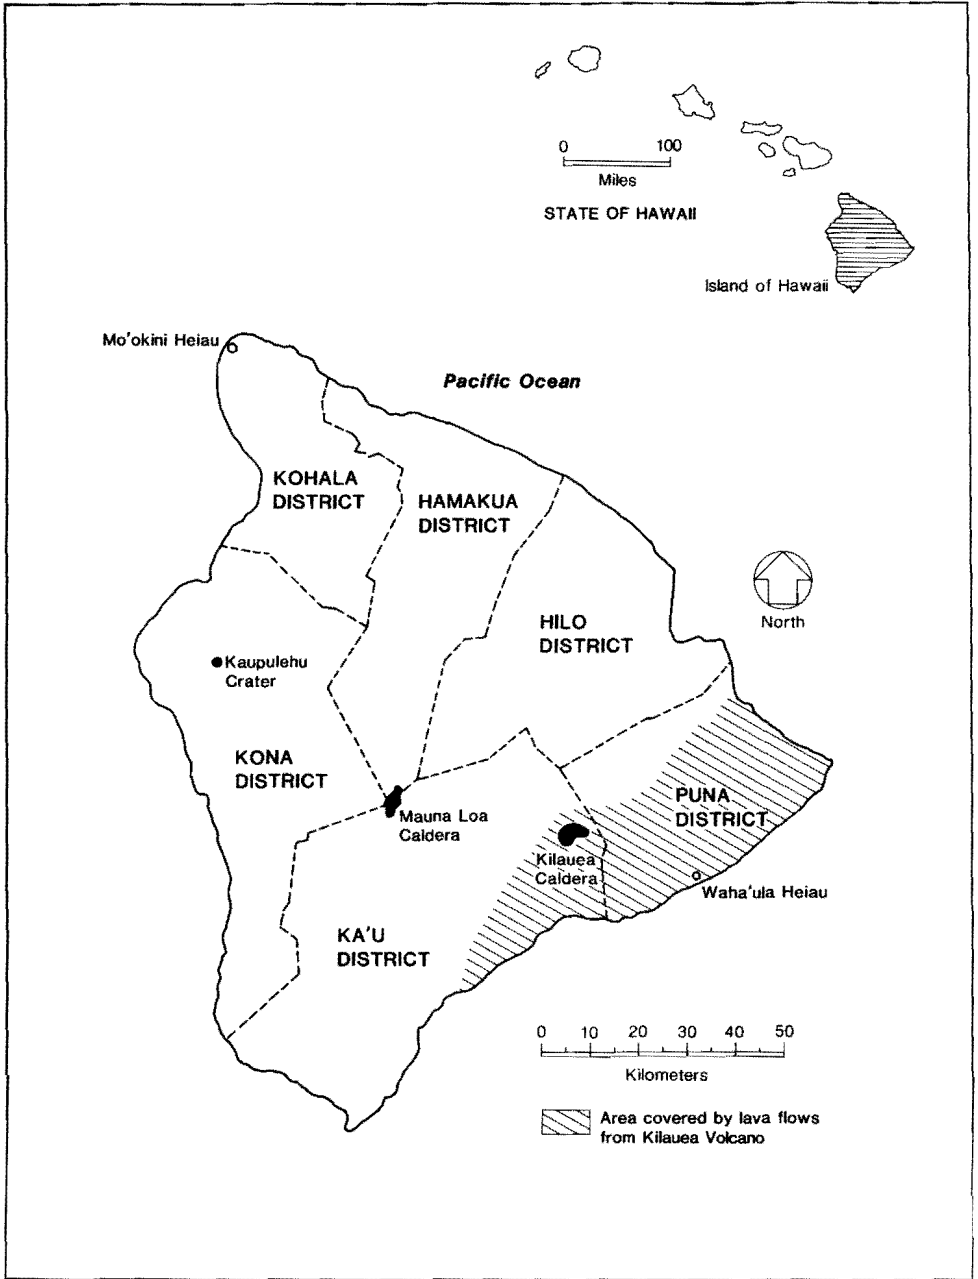 0 100
Miles
STATE OF HAWAII
Island of Hawaii
Mo'okini Heiau
Pacific Ocean
KOHALA
DISTRICT
HAMAKUA
DISTRICT
HILO
DISTRICT
North
Kaupulehu
Crater
KONA
DISTRICT
Mauna Loa
Caldera
PUNA
DISTRICT
Kilauea
Caldera
Waha'ula Heiau
KA'U
DISTRICT
0 10 20 30 40 50
Kilometers
Area covered by lava flows
from Kilauea Volcano